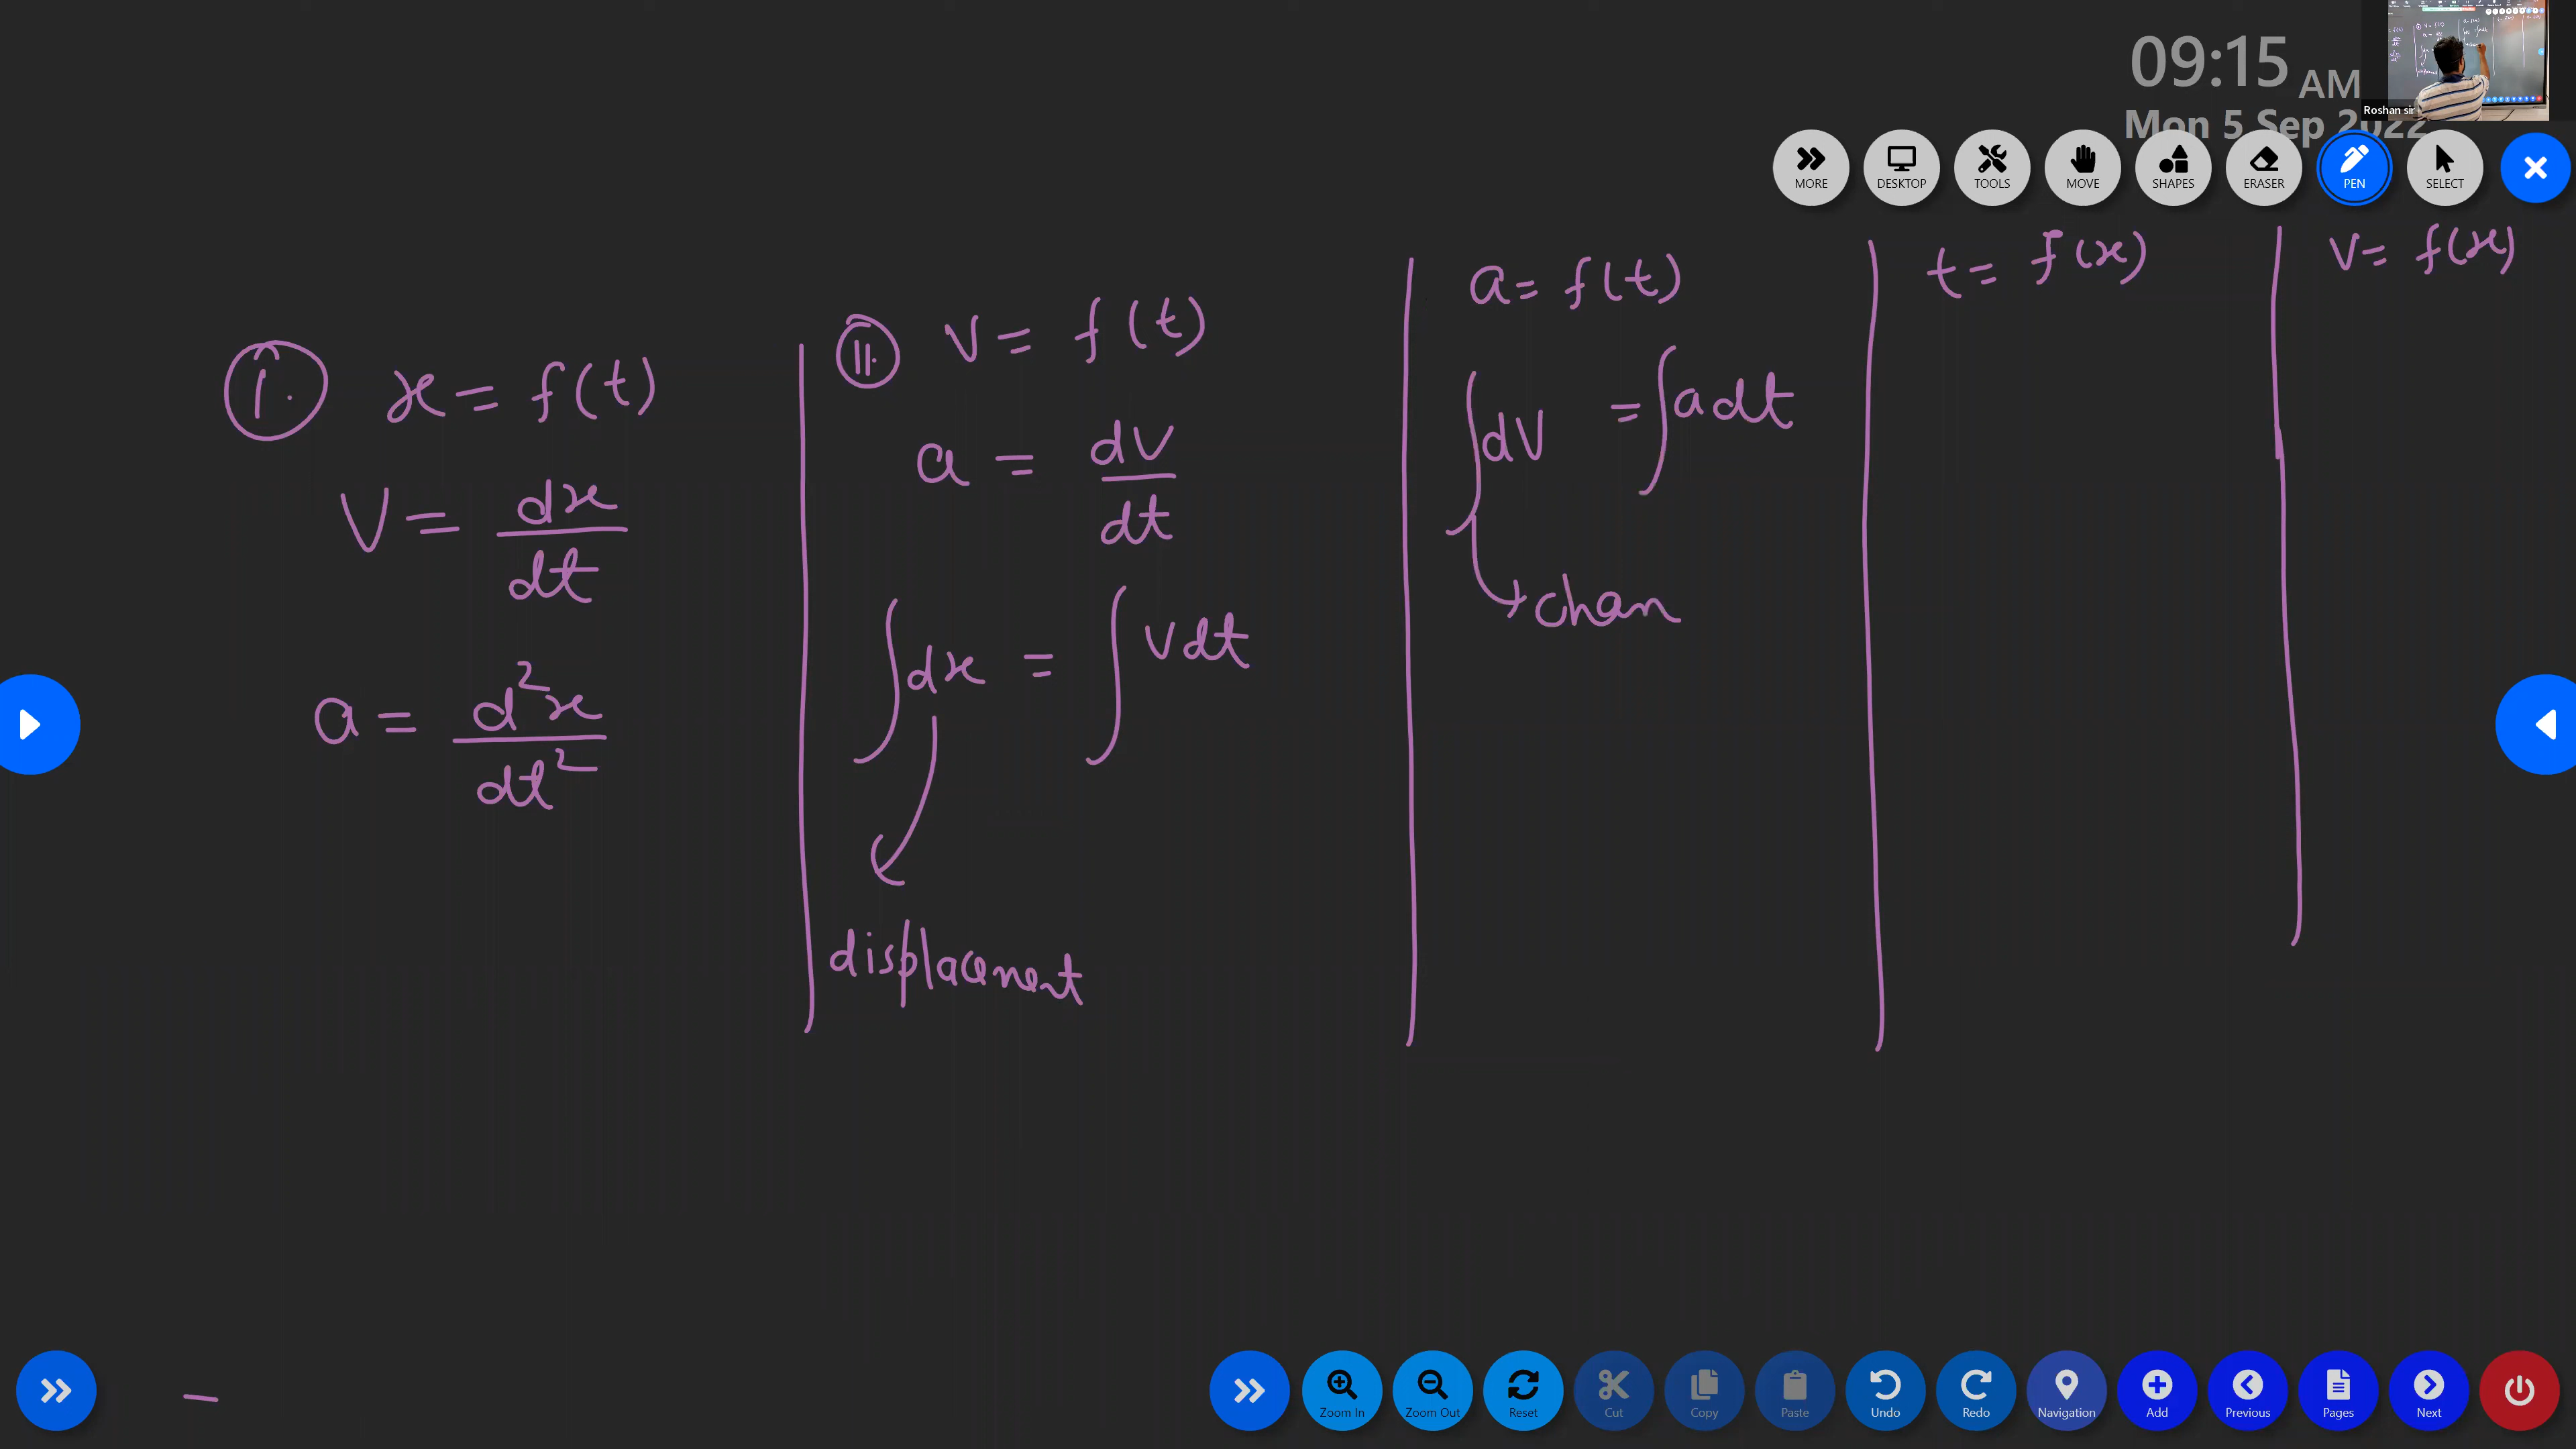 09:15 AM
Mon 5 Sep 2022
Roshan sir
MORE DESKTOP TOOLS MOVE SHAPES ERASER PEN SELECT
i. x = f(t)
V = dx/dt
a = d²x/dt²
ii. V = f(t)
a = dV/dt
∫dx = ∫Vdt
displacement
a = f(t)
∫dV = ∫a dt
chan
t = f(x)
V = f(x)
Zoom In Zoom Out Reset Cut Copy Paste Undo Redo Navigation Add Previous Pages Next